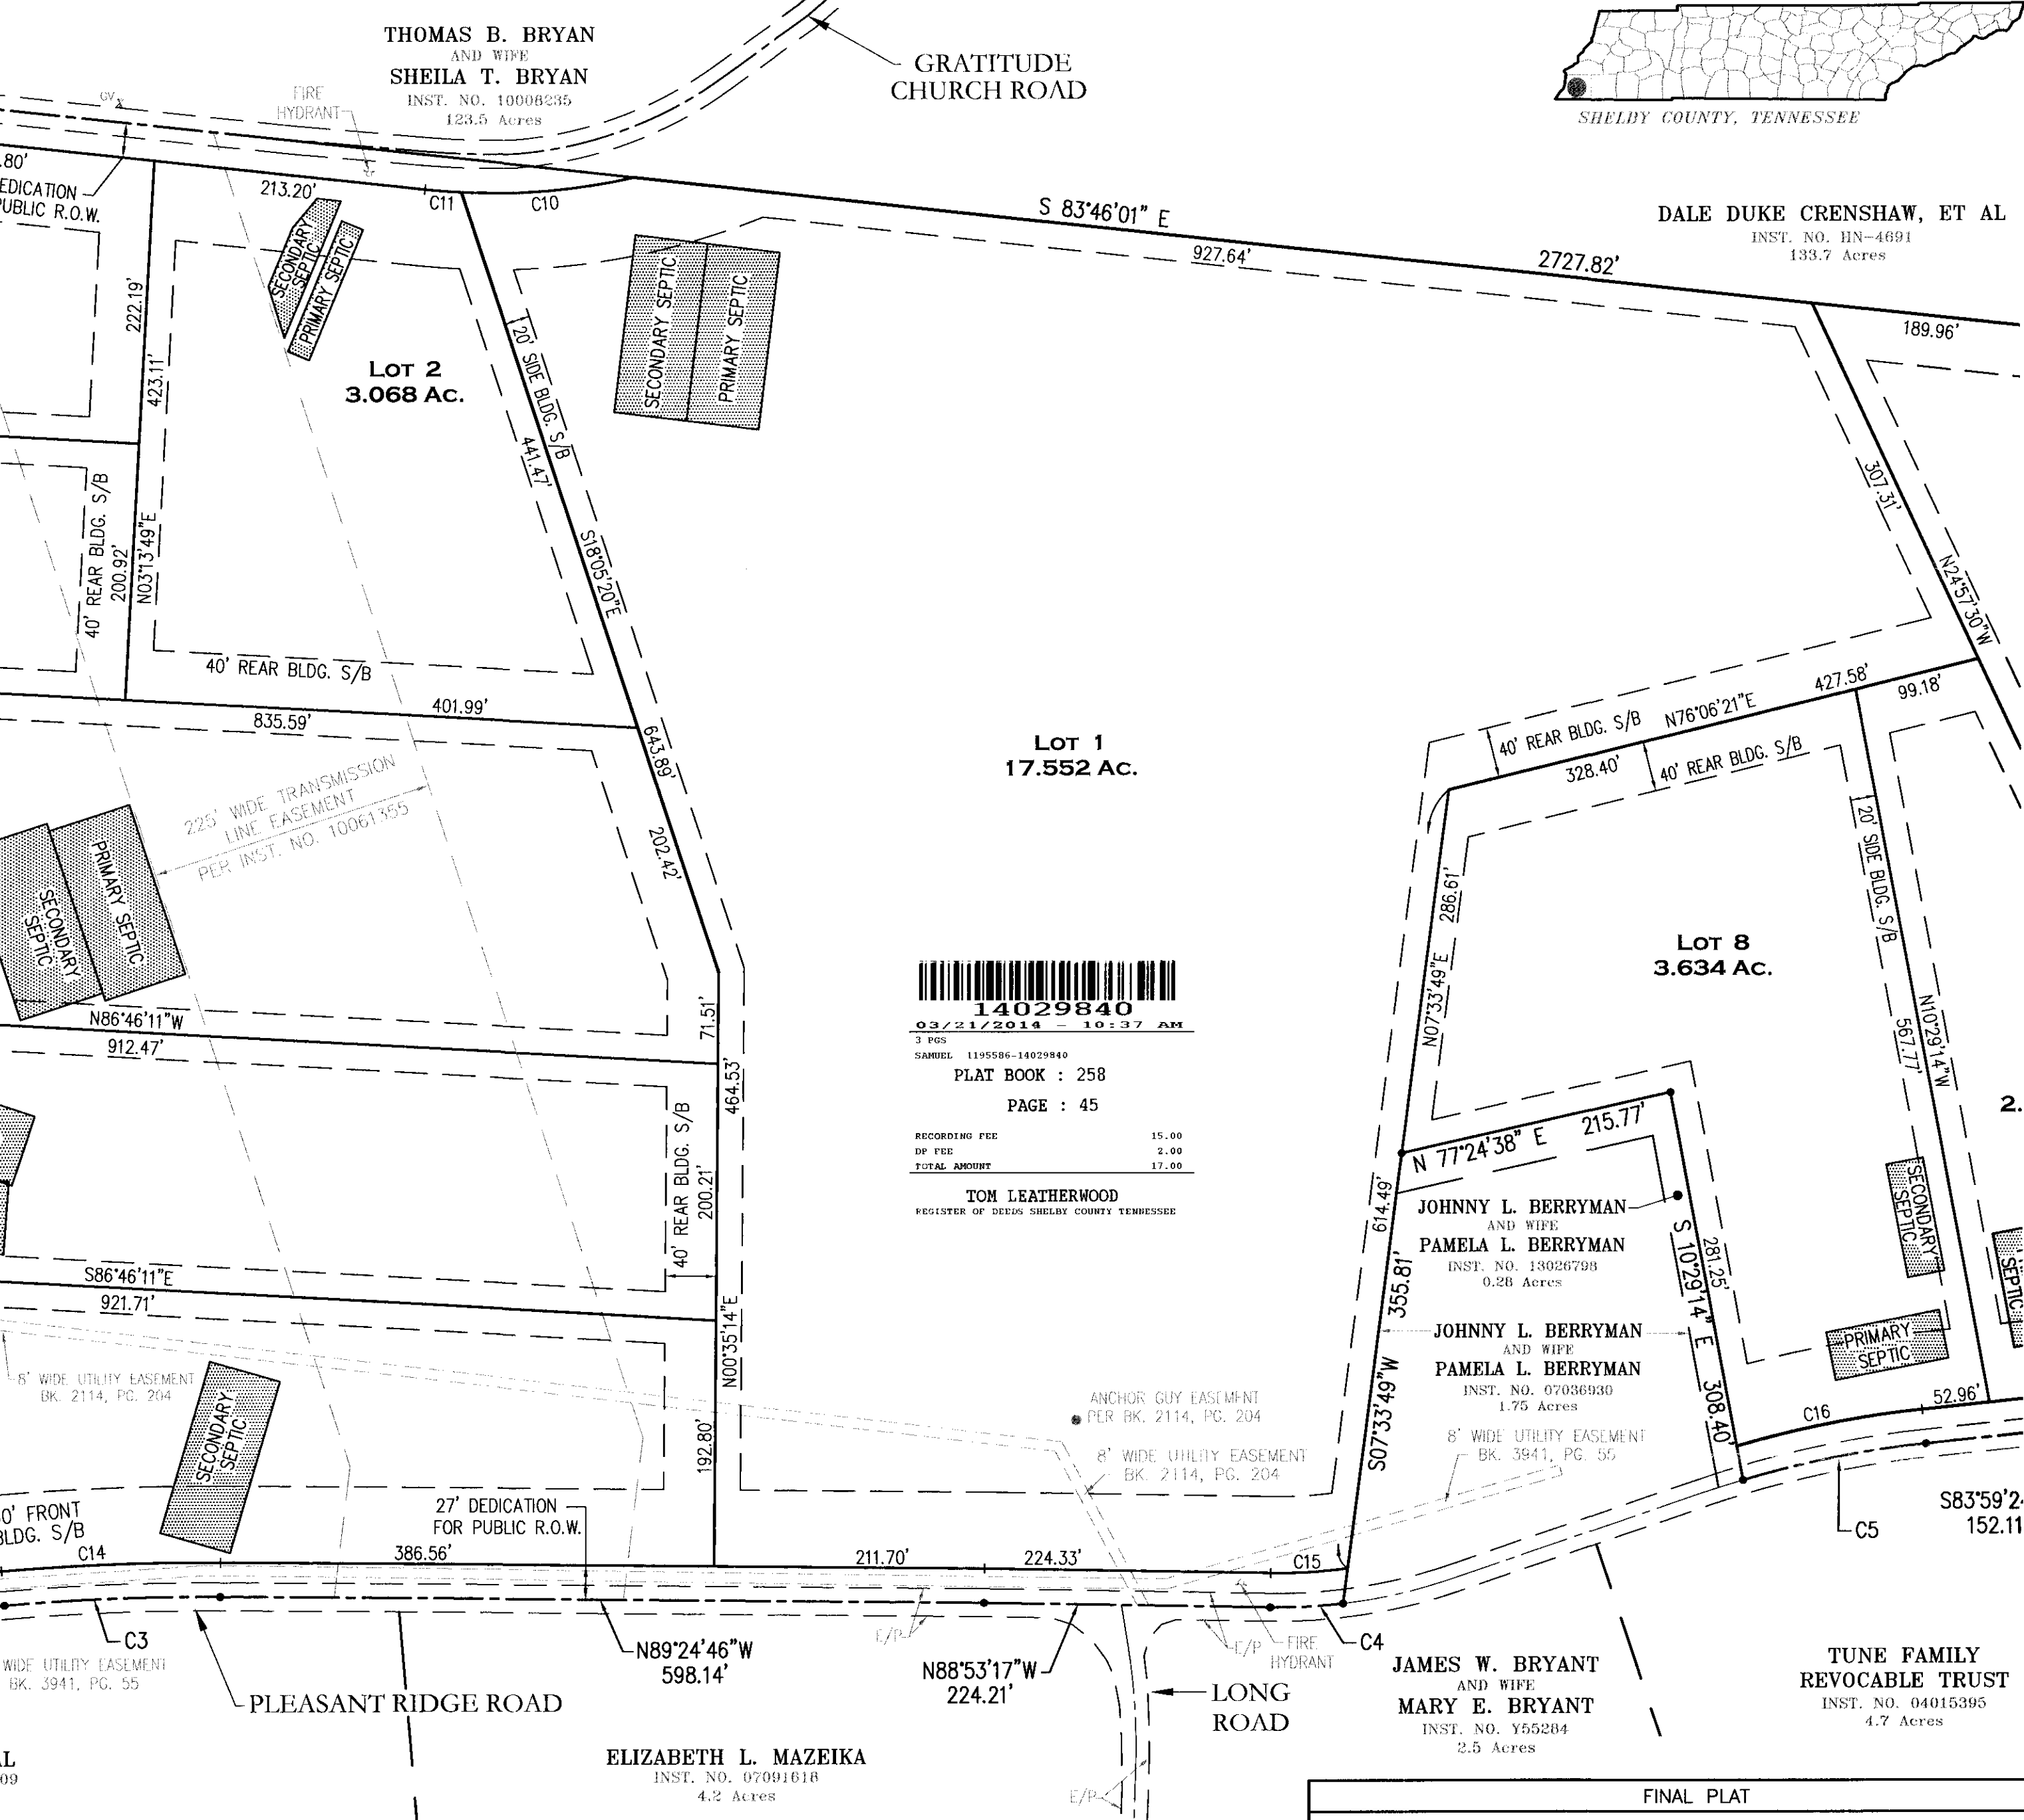 THOMAS B. BRYAN
AND WIFE
SHEILA T. BRYAN
INST. NO. 10008235
123.5 Acres
GRATITUDE
CHURCH ROAD
SHELBY COUNTY, TENNESSEE
GV
FIRE
HYDRANT
.80'
EDICATION
PUBLIC R.O.W.
213.20'
C11
C10
S 83°46'01" E
927.64'
2727.82'
DALE DUKE CRENSHAW, ET AL
INST. NO. HN-4691
133.7 Acres
189.96'
SECONDARY
SEPTIC
PRIMARY SEPTIC
SECONDARY SEPTIC
PRIMARY SEPTIC
222.19'
423.11'
LOT 2
3.068 AC.
20' SIDE BLDG. S/B
441.47'
307.31'
40' REAR BLDG. S/B
200.92'
N03°13'49"E
S18°05'20"E
N24°57'30"W
40' REAR BLDG. S/B
401.99'
835.59'
643.89'
LOT 1
17.552 AC.
40' REAR BLDG. S/B
N76°06'21"E
427.58'
99.18'
328.40'
40' REAR BLDG. S/B
225' WIDE TRANSMISSION
LINE EASEMENT
PER INST. NO. 10061355
202.42'
PRIMARY SEPTIC
SECONDARY
SEPTIC
286.61'
20' SIDE BLDG. S/B
LOT 8
3.634 AC.
14029840
03/21/2014 - 10:37 AM
3 PGS
SAMUEL 1195586-14029840
PLAT BOOK : 258
PAGE : 45
RECORDING FEE 15.00
DP FEE 2.00
TOTAL AMOUNT 17.00
TOM LEATHERWOOD
REGISTER OF DEEDS SHELBY COUNTY TENNESSEE
N86°46'11"W
912.47'
71.51'
464.53'
N07°33'49"E
N10°29'14"W
567.77'
2.
40' REAR BLDG. S/B
200.21'
N 77°24'38" E 215.77'
614.49'
JOHNNY L. BERRYMAN
AND WIFE
PAMELA L. BERRYMAN
INST. NO. 13026798
0.28 Acres
S 10°29'14" E 308.40'
281.25'
SECONDARY
SEPTIC
SEPTIC
S86°46'11"E
921.71'
N00°35'14"E
355.81'
JOHNNY L. BERRYMAN
AND WIFE
PAMELA L. BERRYMAN
INST. NO. 07036930
1.75 Acres
PRIMARY
SEPTIC
8' WIDE UTILITY EASEMENT
BK. 2114, PG. 204
SECONDARY
SEPTIC
192.80'
ANCHOR GUY EASEMENT
PER BK. 2114, PG. 204
S07°33'49"W
8' WIDE UTILITY EASEMENT
BK. 2114, PG. 204
8' WIDE UTILITY EASEMENT
BK. 3941, PG. 55
C16
52.96'
0' FRONT
BLDG. S/B
27' DEDICATION
FOR PUBLIC R.O.W.
C14
386.56'
211.70'
224.33'
C15
C5
S83°59'2
152.11
C3
WIDE UTILITY EASEMENT
BK. 3941, PG. 55
PLEASANT RIDGE ROAD
N89°24'46"W
598.14'
E/P
N88°53'17"W
224.21'
E/P
FIRE
HYDRANT
C4
LONG
ROAD
JAMES W. BRYANT
AND WIFE
MARY E. BRYANT
INST. NO. Y55284
2.5 Acres
TUNE FAMILY
REVOCABLE TRUST
INST. NO. 04015395
4.7 Acres
AL
09
ELIZABETH L. MAZEIKA
INST. NO. 07091618
4.2 Acres
E/P
FINAL PLAT